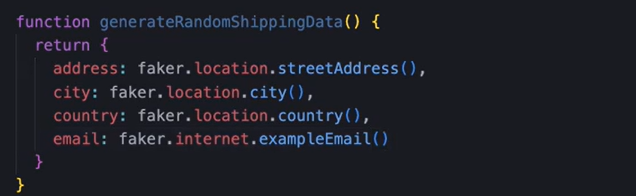 function generateRandomShippingData() {
return {
address: faker.location.streetAddress(),
city: faker.location.city(),
country: faker.location.country(),
email: faker.internet.exampleEmail()
}
}